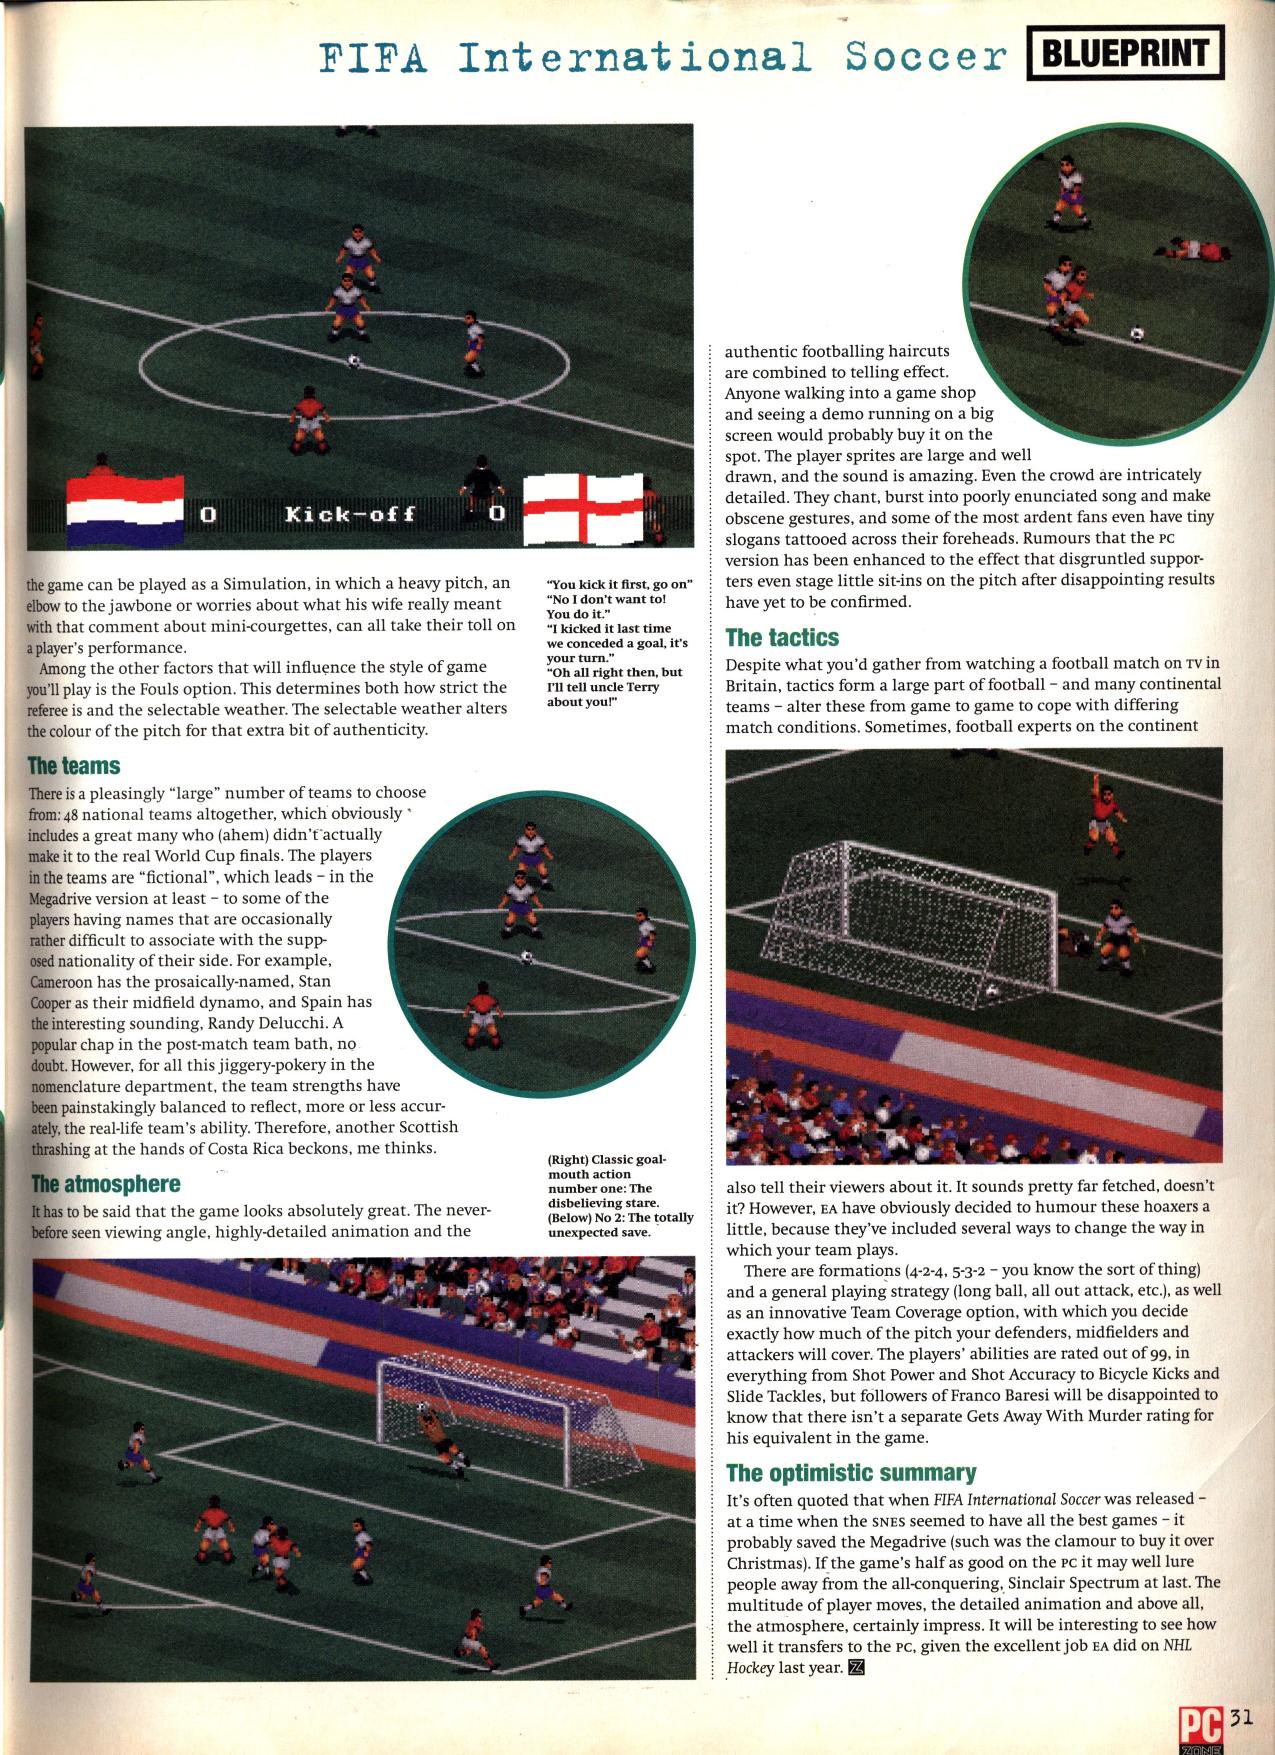 FIFA International Soccer
BLUEPRINT
0 Kick-off 0
the game can be played as a Simulation, in which a heavy pitch, an
elbow to the jawbone or worries about what his wife really meant
with that comment about mini-courgettes, can all take their toll on
a player's performance.
Among the other factors that will influence the style of game
you'll play is the Fouls option. This determines both how strict the
referee is and the selectable weather. The selectable weather alters
the colour of the pitch for that extra bit of authenticity.
"You kick it first, go on"
"No I don't want to!
You do it."
"I kicked it last time
we conceded a goal, it's
your turn."
"Oh all right then, but
I'll tell uncle Terry
about you!"
The teams
There is a pleasingly "large" number of teams to choose
from: 48 national teams altogether, which obviously
includes a great many who (ahem) didn't actually
make it to the real World Cup finals. The players
in the teams are "fictional", which leads – in the
Megadrive version at least – to some of the
players having names that are occasionally
rather difficult to associate with the supp-
osed nationality of their side. For example,
Cameroon has the prosaically-named, Stan
Cooper as their midfield dynamo, and Spain has
the interesting sounding, Randy Delucchi. A
popular chap in the post-match team bath, no
doubt. However, for all this jiggery-pokery in the
nomenclature department, the team strengths have
been painstakingly balanced to reflect, more or less accur-
ately, the real-life team's ability. Therefore, another Scottish
thrashing at the hands of Costa Rica beckons, me thinks.
The atmosphere
It has to be said that the game looks absolutely great. The never-
before seen viewing angle, highly-detailed animation and the
(Right) Classic goal-
mouth action
number one: The
disbelieving stare.
(Below) No 2: The totally
unexpected save.
authentic footballing haircuts
are combined to telling effect.
Anyone walking into a game shop
and seeing a demo running on a big
screen would probably buy it on the
spot. The player sprites are large and well
drawn, and the sound is amazing. Even the crowd are intricately
detailed. They chant, burst into poorly enunciated song and make
obscene gestures, and some of the most ardent fans even have tiny
slogans tattooed across their foreheads. Rumours that the PC
version has been enhanced to the effect that disgruntled suppor-
ters even stage little sit-ins on the pitch after disappointing results
have yet to be confirmed.
The tactics
Despite what you'd gather from watching a football match on TV in
Britain, tactics form a large part of football – and many continental
teams – alter these from game to game to cope with differing
match conditions. Sometimes, football experts on the continent
also tell their viewers about it. It sounds pretty far fetched, doesn't
it? However, EA have obviously decided to humour these hoaxers a
little, because they've included several ways to change the way in
which your team plays.
There are formations (4-2-4, 5-3-2 – you know the sort of thing)
and a general playing strategy (long ball, all out attack, etc.), as well
as an innovative Team Coverage option, with which you decide
exactly how much of the pitch your defenders, midfielders and
attackers will cover. The players' abilities are rated out of 99, in
everything from Shot Power and Shot Accuracy to Bicycle Kicks and
Slide Tackles, but followers of Franco Baresi will be disappointed to
know that there isn't a separate Gets Away With Murder rating for
his equivalent in the game.
The optimistic summary
It's often quoted that when FIFA International Soccer was released –
at a time when the SNES seemed to have all the best games – it
probably saved the Megadrive (such was the clamour to buy it over
Christmas). If the game's half as good on the PC it may well lure
people away from the all-conquering, Sinclair Spectrum at last. The
multitude of player moves, the detailed animation and above all,
the atmosphere, certainly impress. It will be interesting to see how
well it transfers to the PC, given the excellent job EA did on NHL
Hockey last year. Z
PC
ZONE
31